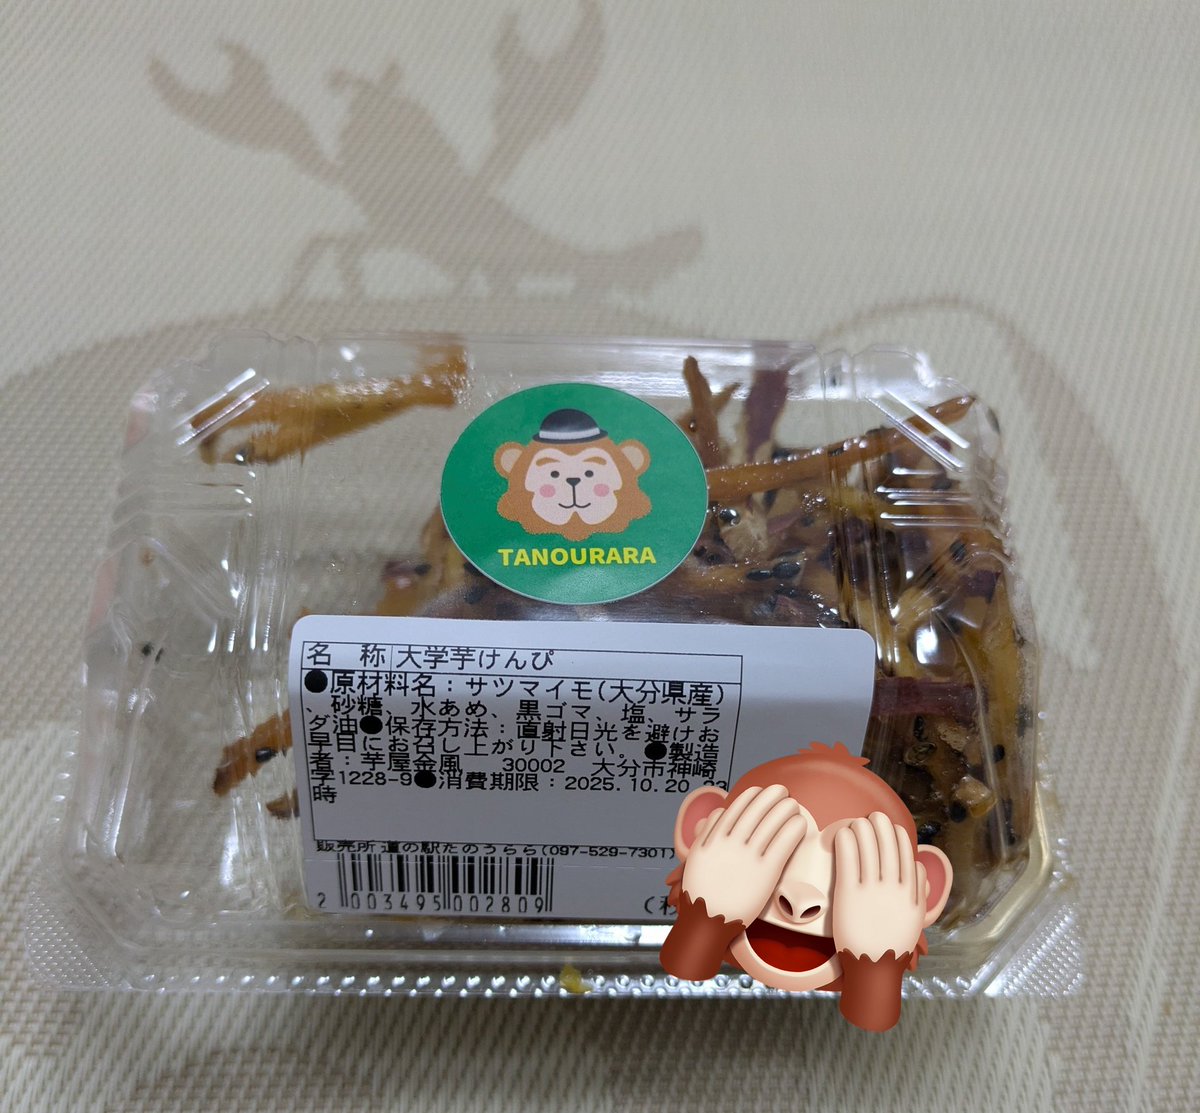 TANOURARA
名 称 大学芋けんぴ
●原材料名：サツマイモ(大分県産)
、砂糖、水あめ、黒ゴマ、塩、サラ
ダ油●保存方法：直射日光を避けお
早目にお召し上がり下さい。●製造
者：芋屋金風 30002 大分市神崎
字1228-9●消費期限：2025.10.20 23
時
販売所 道の駅たのうらら(097-529-7301)
2 003495 002809